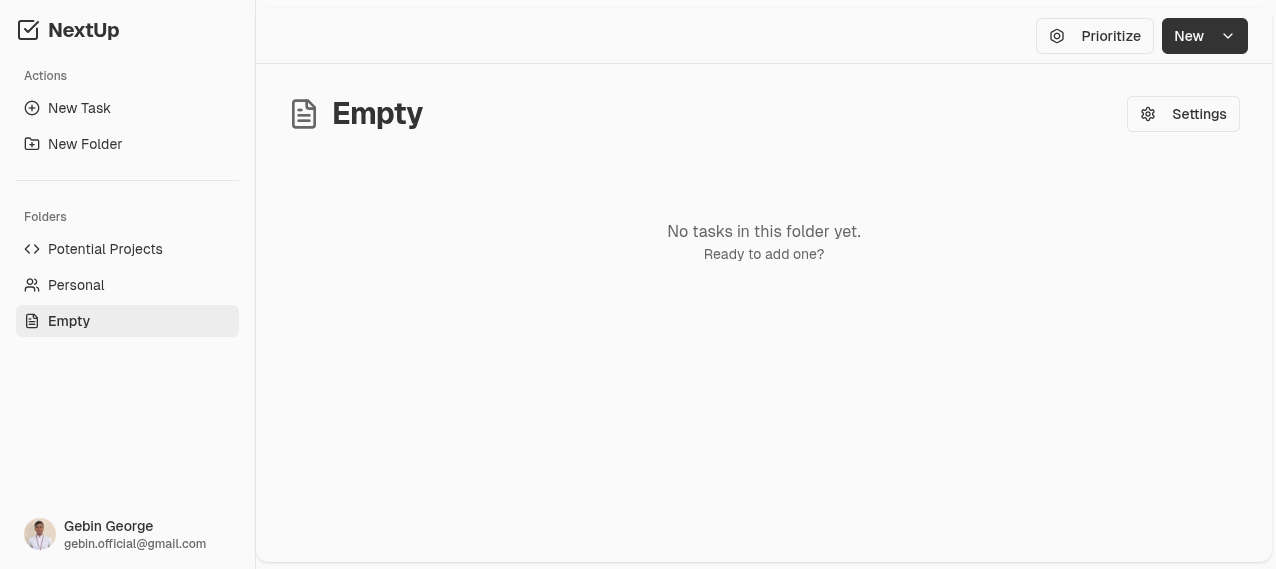 NextUp
Actions
New Task
New Folder
Folders
Potential Projects
Personal
Empty
Gebin George
gebin.official@gmail.com
Prioritize
New
Empty
Settings
No tasks in this folder yet.
Ready to add one?